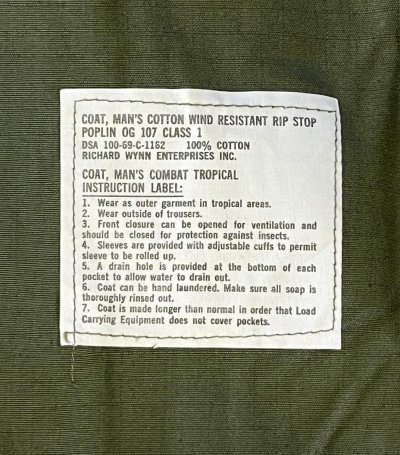 COAT, MAN'S COTTON WIND RESISTANT RIP STOP
POPLIN OG 107 CLASS 1
DSA 100-69-C-1162 100% COTTON
RICHARD WYNN ENTERPRISES INC.
COAT, MAN'S COMBAT TROPICAL
INSTRUCTION LABEL:
1. Wear as outer garment in tropical areas.
2. Wear outside of trousers.
3. Front closure can be opened for ventilation and
should be closed for protection against insects.
4. Sleeves are provided with adjustable cuffs to permit
sleeve to be rolled up.
5. A drain hole is provided at the bottom of each
pocket to allow water to drain out.
6. Coat can be hand laundered. Make sure all soap is
thoroughly rinsed out.
7. Coat is made longer than normal in order that Load
Carrying Equipment does not cover pockets.